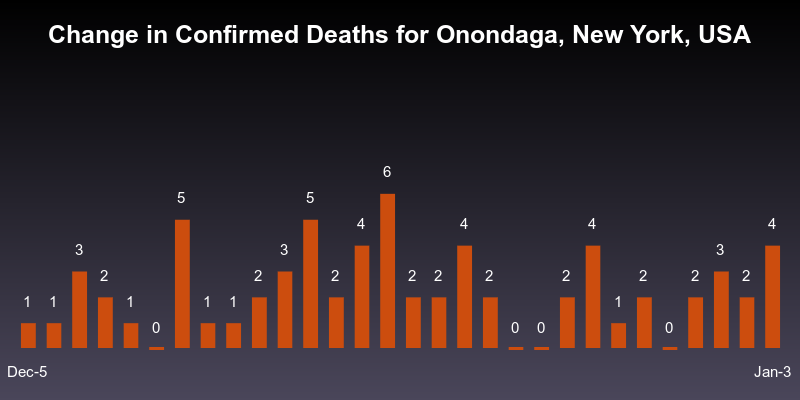 Change in Confirmed Deaths for Onondaga, New York, USA
1 1 3 2 1 0 5 1 1 2 3 5 2 4 6 2 2 4 2 0 0 2 4 1 2 0 2 3 2 4
Dec-5 Jan-3